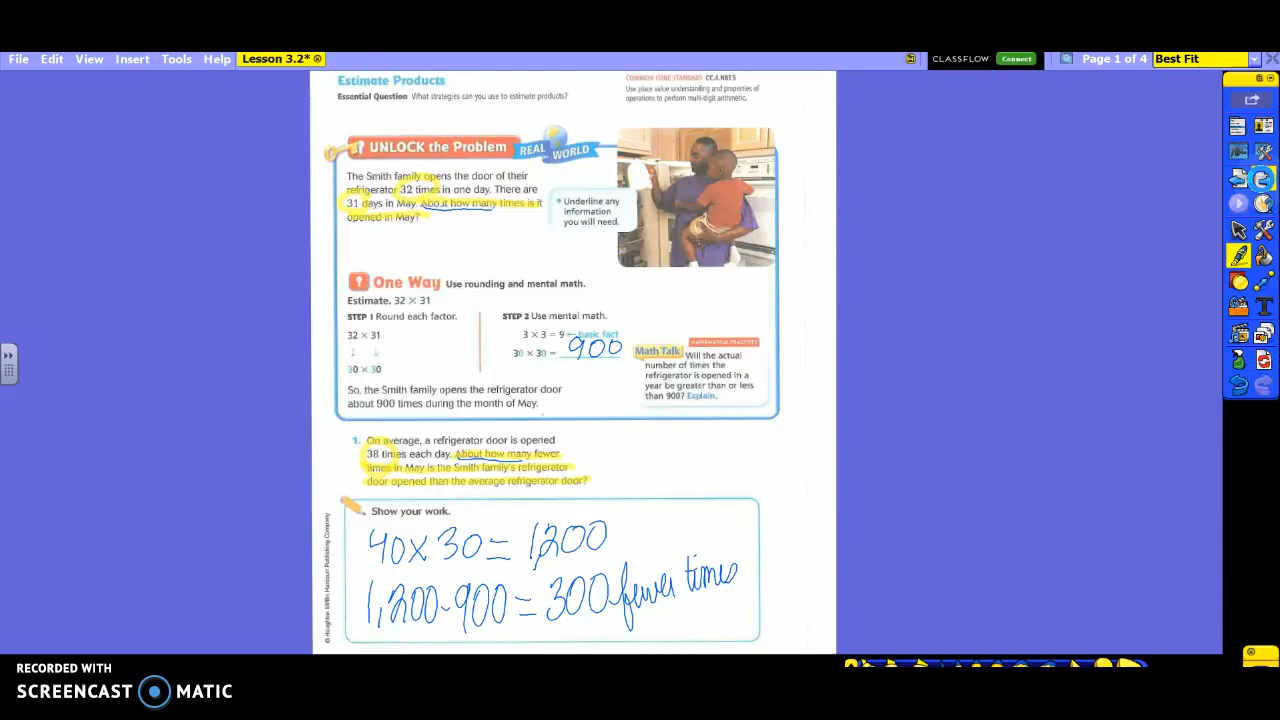 File Edit View Insert Tools Help Lesson 3.2* CLASSFLOW Connect Page 1 of 4 Best Fit
Estimate Products
Essential Question What strategies can you use to estimate products?
COMMON CORE STANDARD CC.4.NBT.5
Use place value understanding and properties of
operations to perform multi-digit arithmetic.
UNLOCK the Problem REAL WORLD
The Smith family opens the door of their
refrigerator 32 times in one day. There are
31 days in May. About how many times is it
opened in May?
• Underline any
information
you will need.
One Way Use rounding and mental math.
Estimate. 32 × 31
STEP 1 Round each factor.
32 × 31
↓ ↓
30 × 30
STEP 2 Use mental math.
3 × 3 = 9 ← basic fact
30 × 30 = 900
MATHEMATICAL PRACTICES
Math Talk Will the actual
number of times the
refrigerator is opened in a
year be greater than or less
than 900? Explain.
So, the Smith family opens the refrigerator door
about 900 times during the month of May.
1. On average, a refrigerator door is opened
38 times each day. About how many fewer
times in May is the Smith family's refrigerator
door opened than the average refrigerator door?
Show your work.
40 x 30 = 1,200
1,200 - 900 = 300 fewer times
© Houghton Mifflin Harcourt Publishing Company
RECORDED WITH
SCREENCAST MATIC